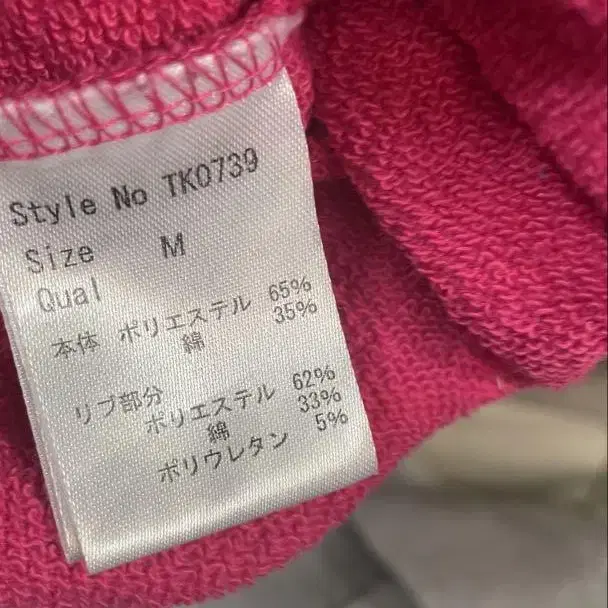 Style No TK0739
Size M
Qual
本体 ポリエステル 65%
綿 35%
リブ部分
ポリエステル 62%
綿 33%
ポリウレタン 5%